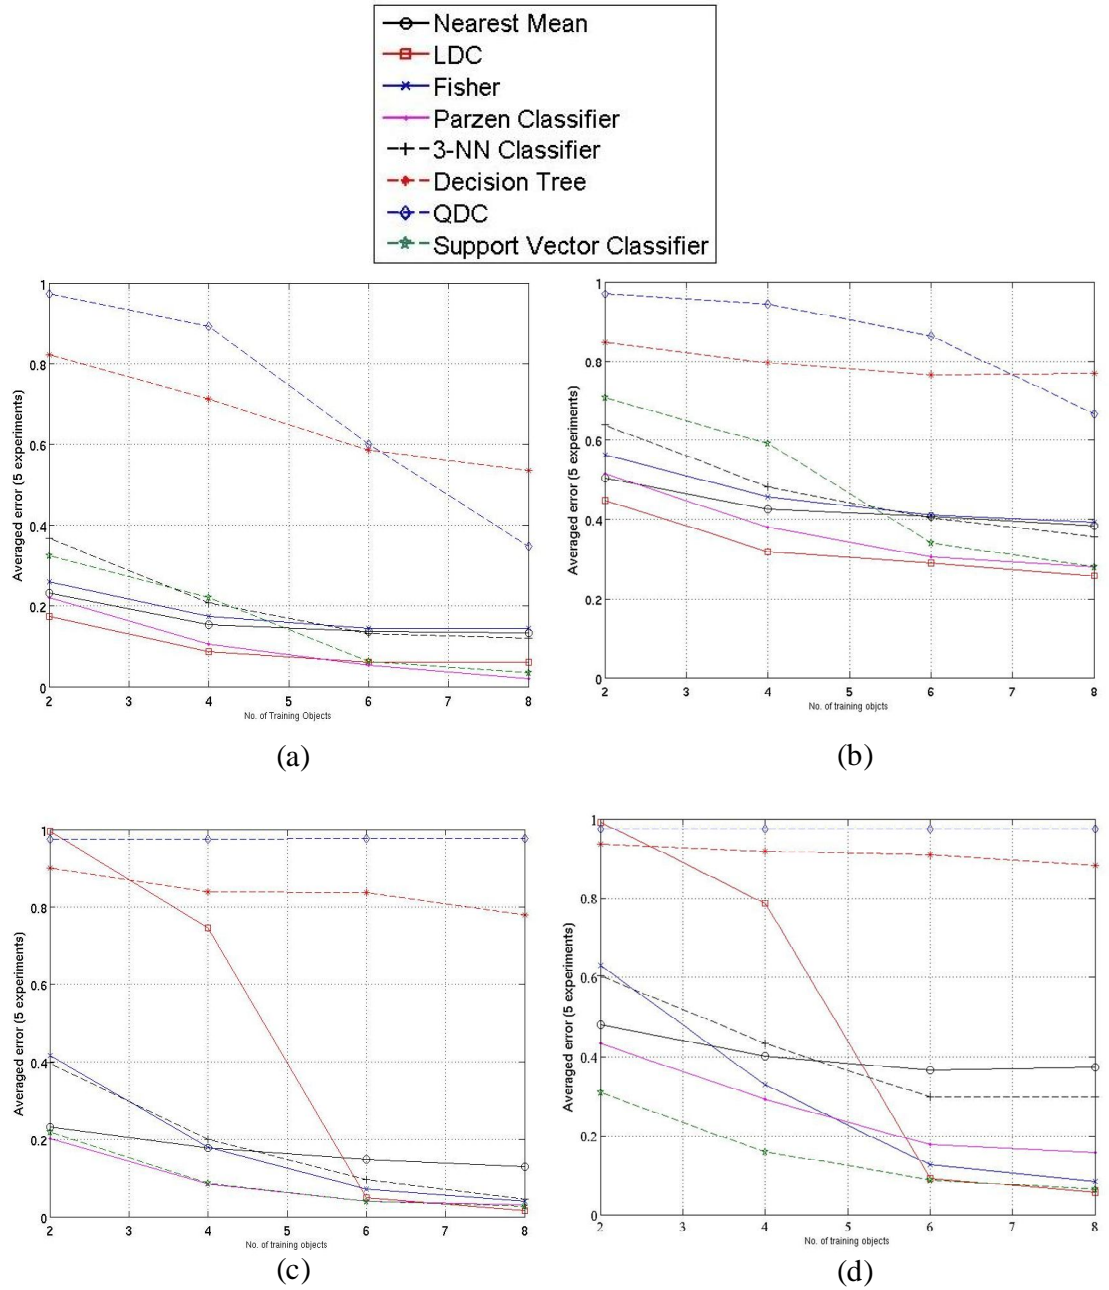 Nearest Mean
LDC
Fisher
Parzen Classifier
3-NN Classifier
Decision Tree
QDC
Support Vector Classifier
Averaged error (5 experiments)
1
0.8
0.6
0.4
0.2
0
2 3 4 5 6 7 8
No. of Training Objects
(a)
Averaged error (5 experiments)
1
0.8
0.6
0.4
0.2
0
2 3 4 5 6 7 8
No. of training objcts
(b)
Averaged error (5 experiments)
1
0.8
0.6
0.4
0.2
0
2 3 4 5 6 7 8
No. of training objects
(c)
Averaged error (5 experiments)
1
0.8
0.6
0.4
0.2
0
2 3 4 5 6 7 8
No. of training objects
(d)